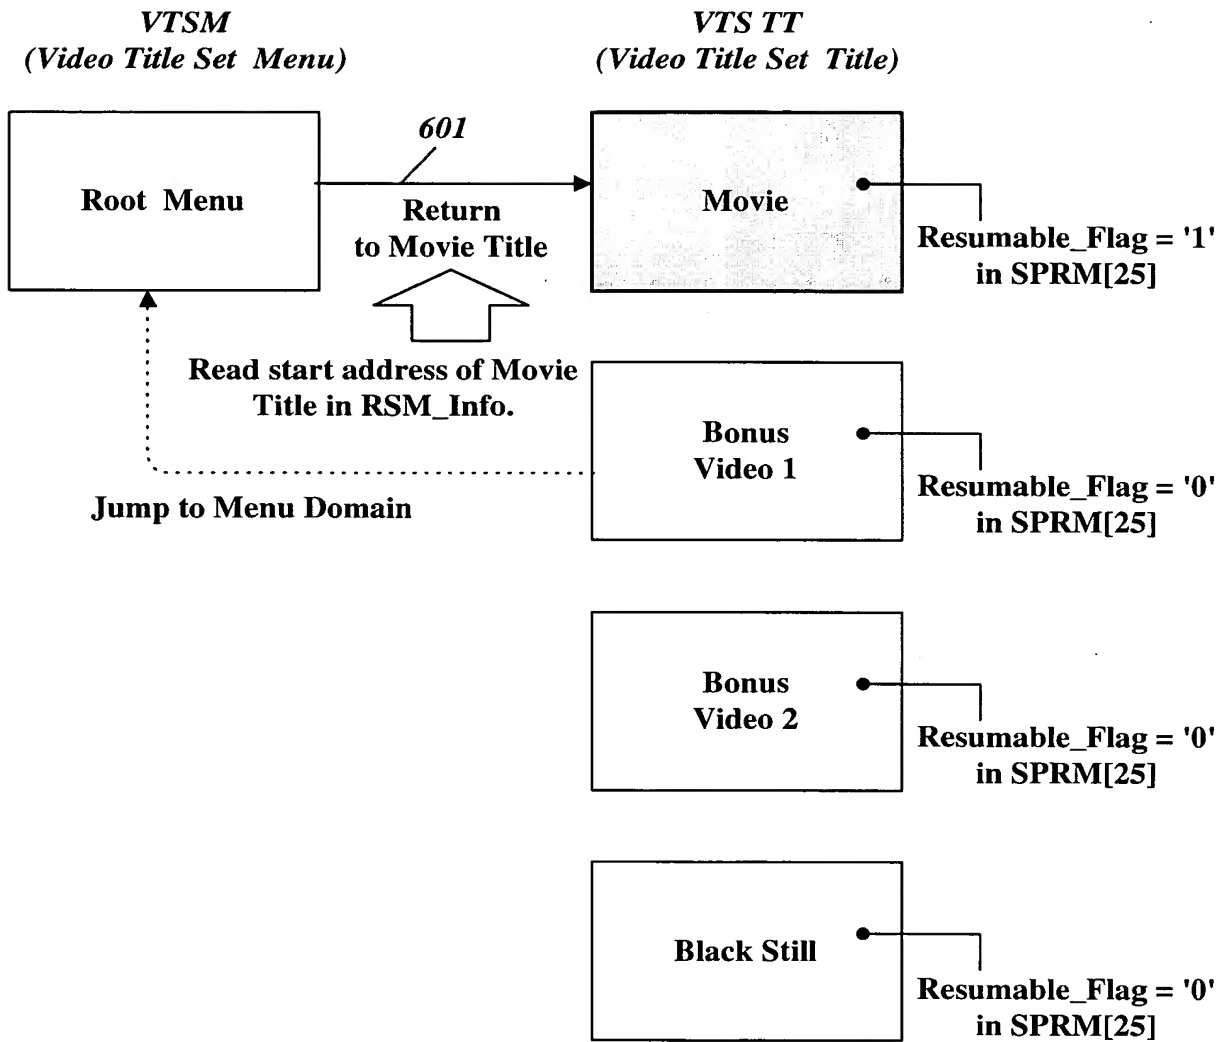 VTSM
(Video Title Set Menu)
VTS TT
(Video Title Set Title)
Root Menu
601
Return
to Movie Title
Movie
Resumable_Flag = '1'
in SPRM[25]
Read start address of Movie
Title in RSM_Info.
Jump to Menu Domain
Bonus
Video 1
Resumable_Flag = '0'
in SPRM[25]
Bonus
Video 2
Resumable_Flag = '0'
in SPRM[25]
Black Still
Resumable_Flag = '0'
in SPRM[25]